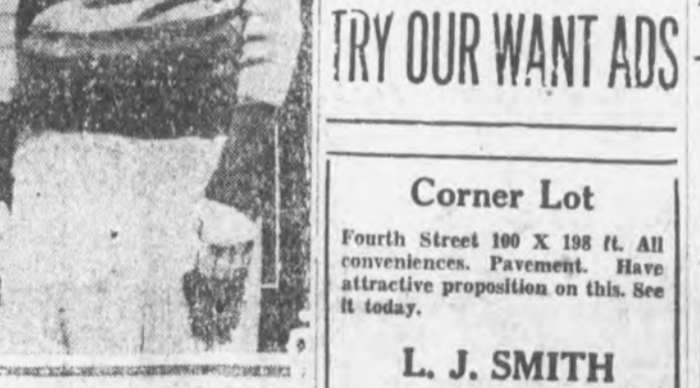 TRY OUR WANT ADS
Corner Lot
Fourth Street 100 X 198 ft. All
conveniences. Pavement. Have
attractive proposition on this. See
it today.
L. J. SMITH